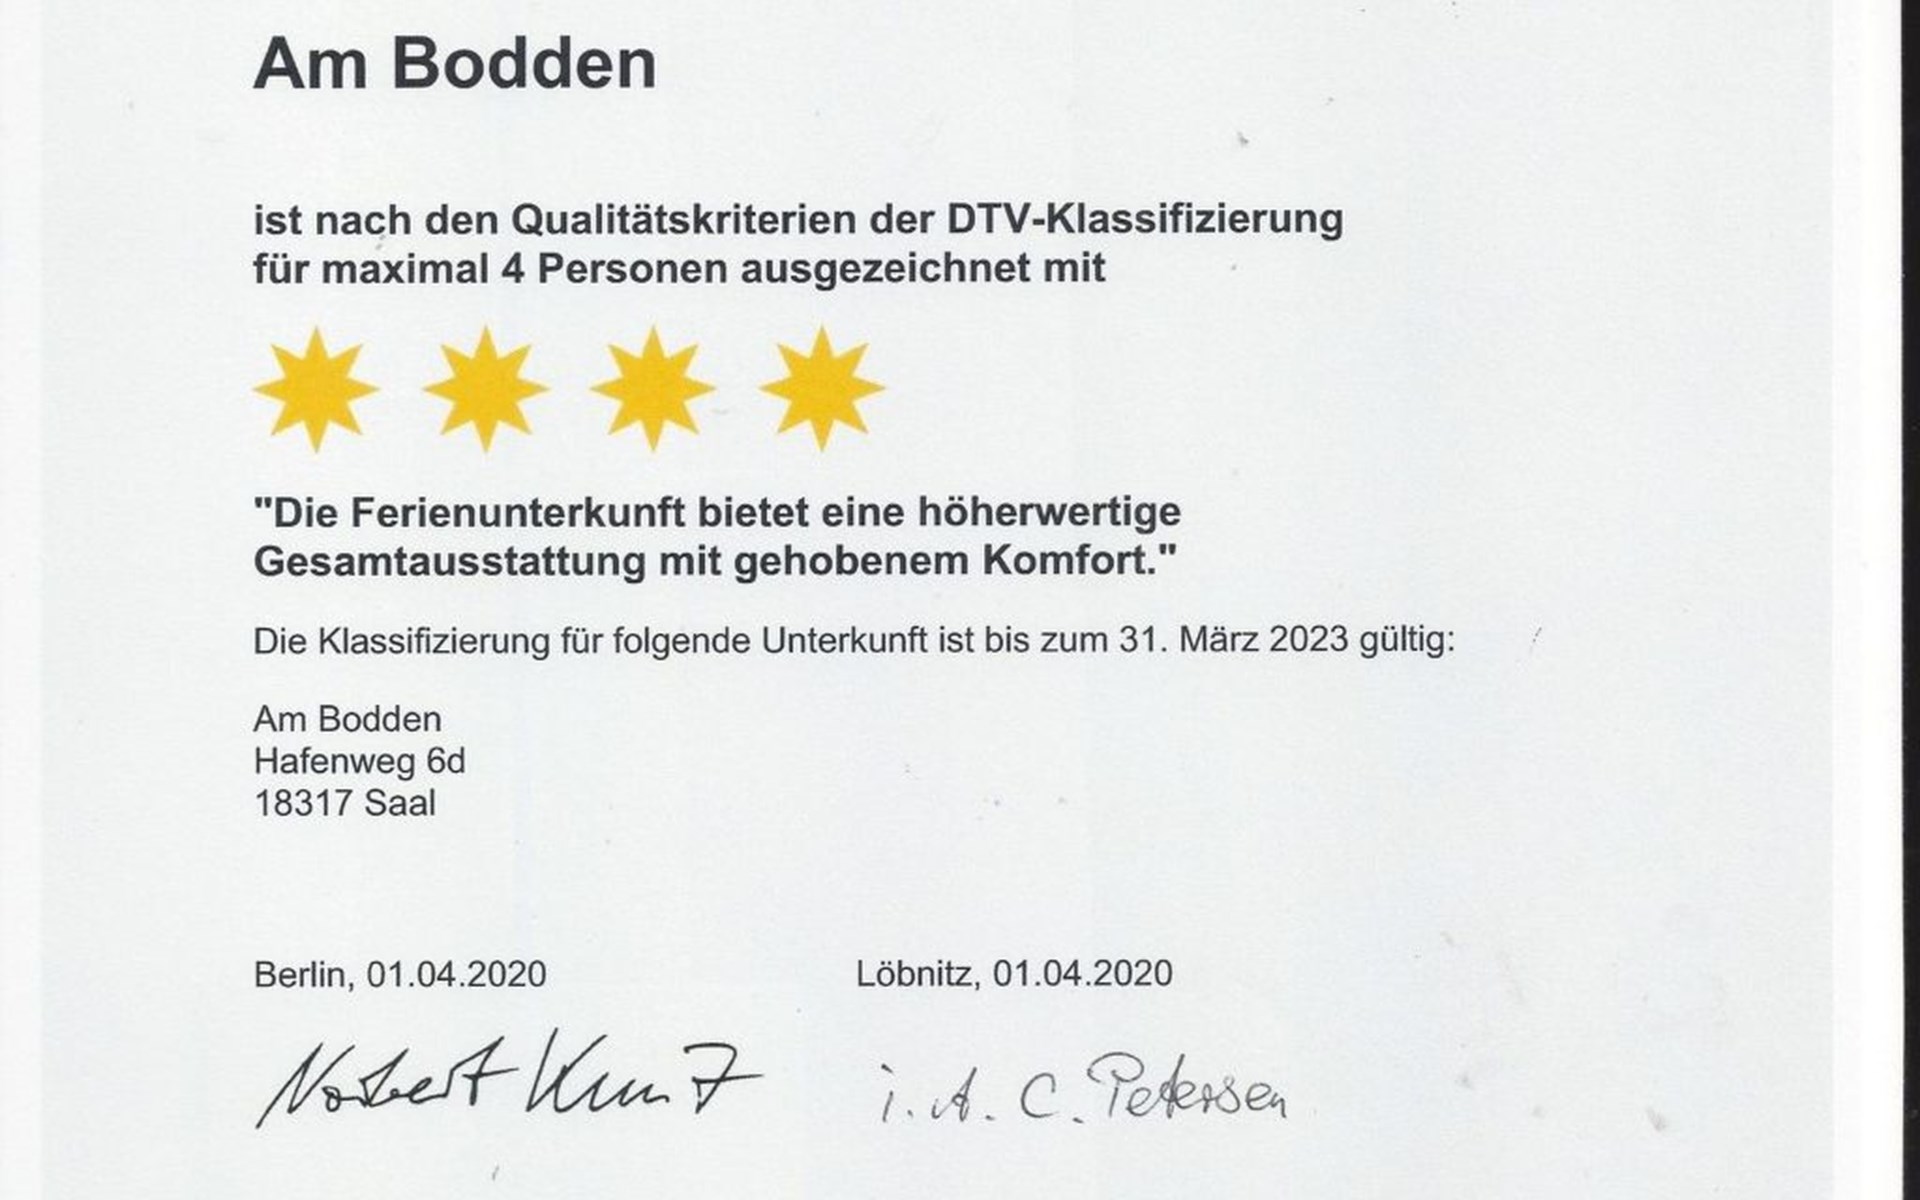 Am Bodden
ist nach den Qualitätskriterien der DTV-Klassifizierung
für maximal 4 Personen ausgezeichnet mit
"Die Ferienunterkunft bietet eine höherwertige
Gesamtausstattung mit gehobenem Komfort."
Die Klassifizierung für folgende Unterkunft ist bis zum 31. März 2023 gültig:
Am Bodden
Hafenweg 6d
18317 Saal
Berlin, 01.04.2020
Löbnitz, 01.04.2020
Norbert Kunz
i. A. C. Petersen